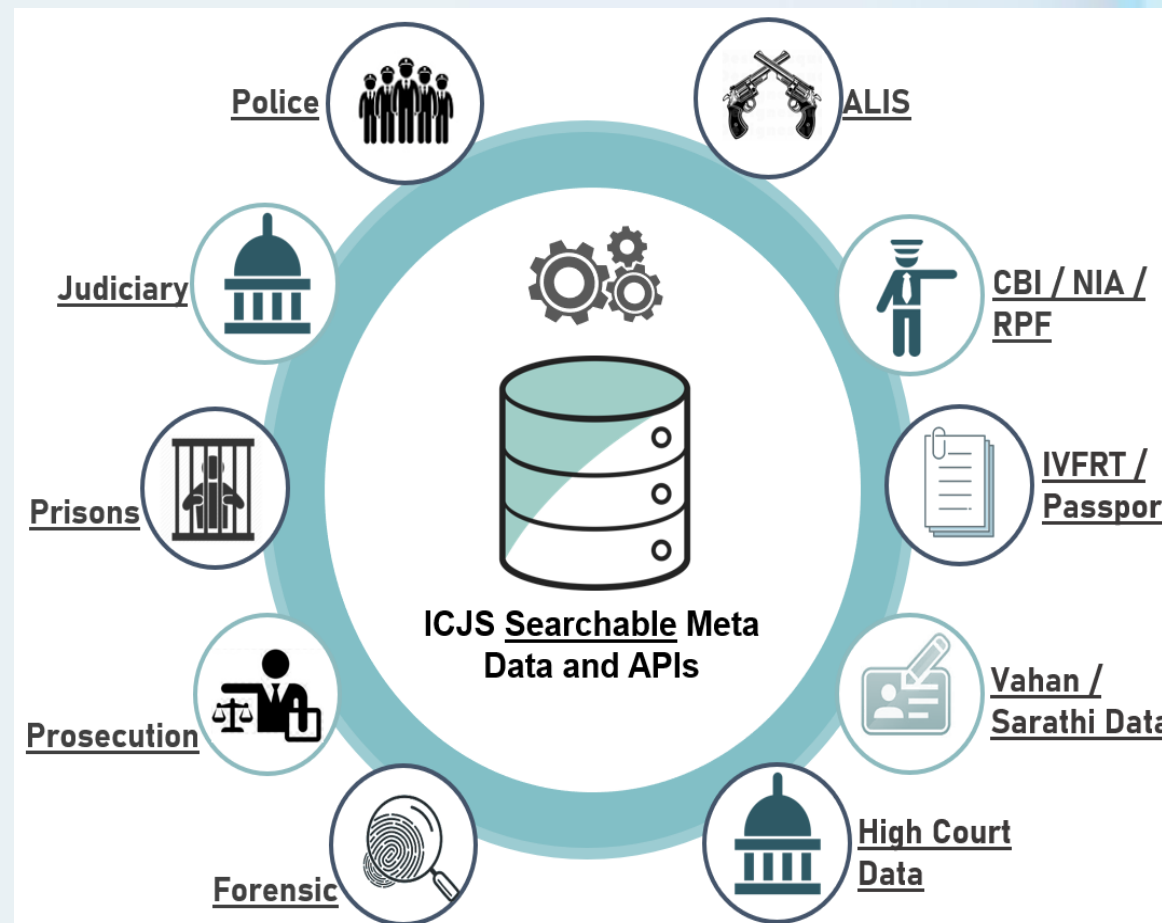 Police
ALIS
Judiciary
CBI / NIA /
RPF
Prisons
IVFRT /
Passpor
ICJS Searchable Meta
Data and APIs
Prosecution
Vahan /
Sarathi Data
Forensic
High Court
Data